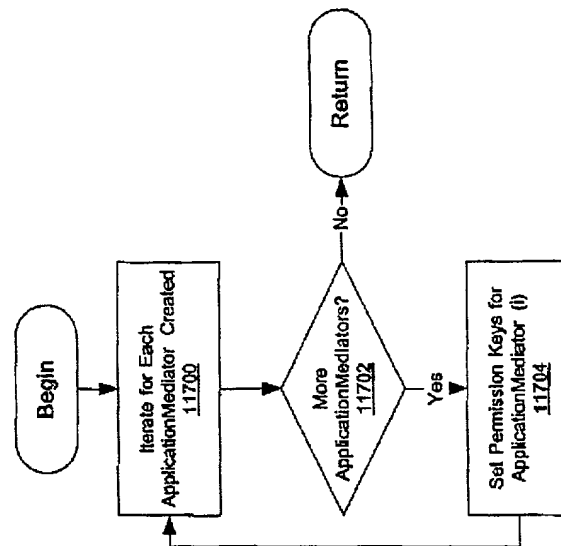 Begin
Iterate for Each
ApplicationMediator Created
11700
More
ApplicationMediators?
11702
No
Return
Yes
Set Permission Keys for
ApplicationMediator (i)
11704